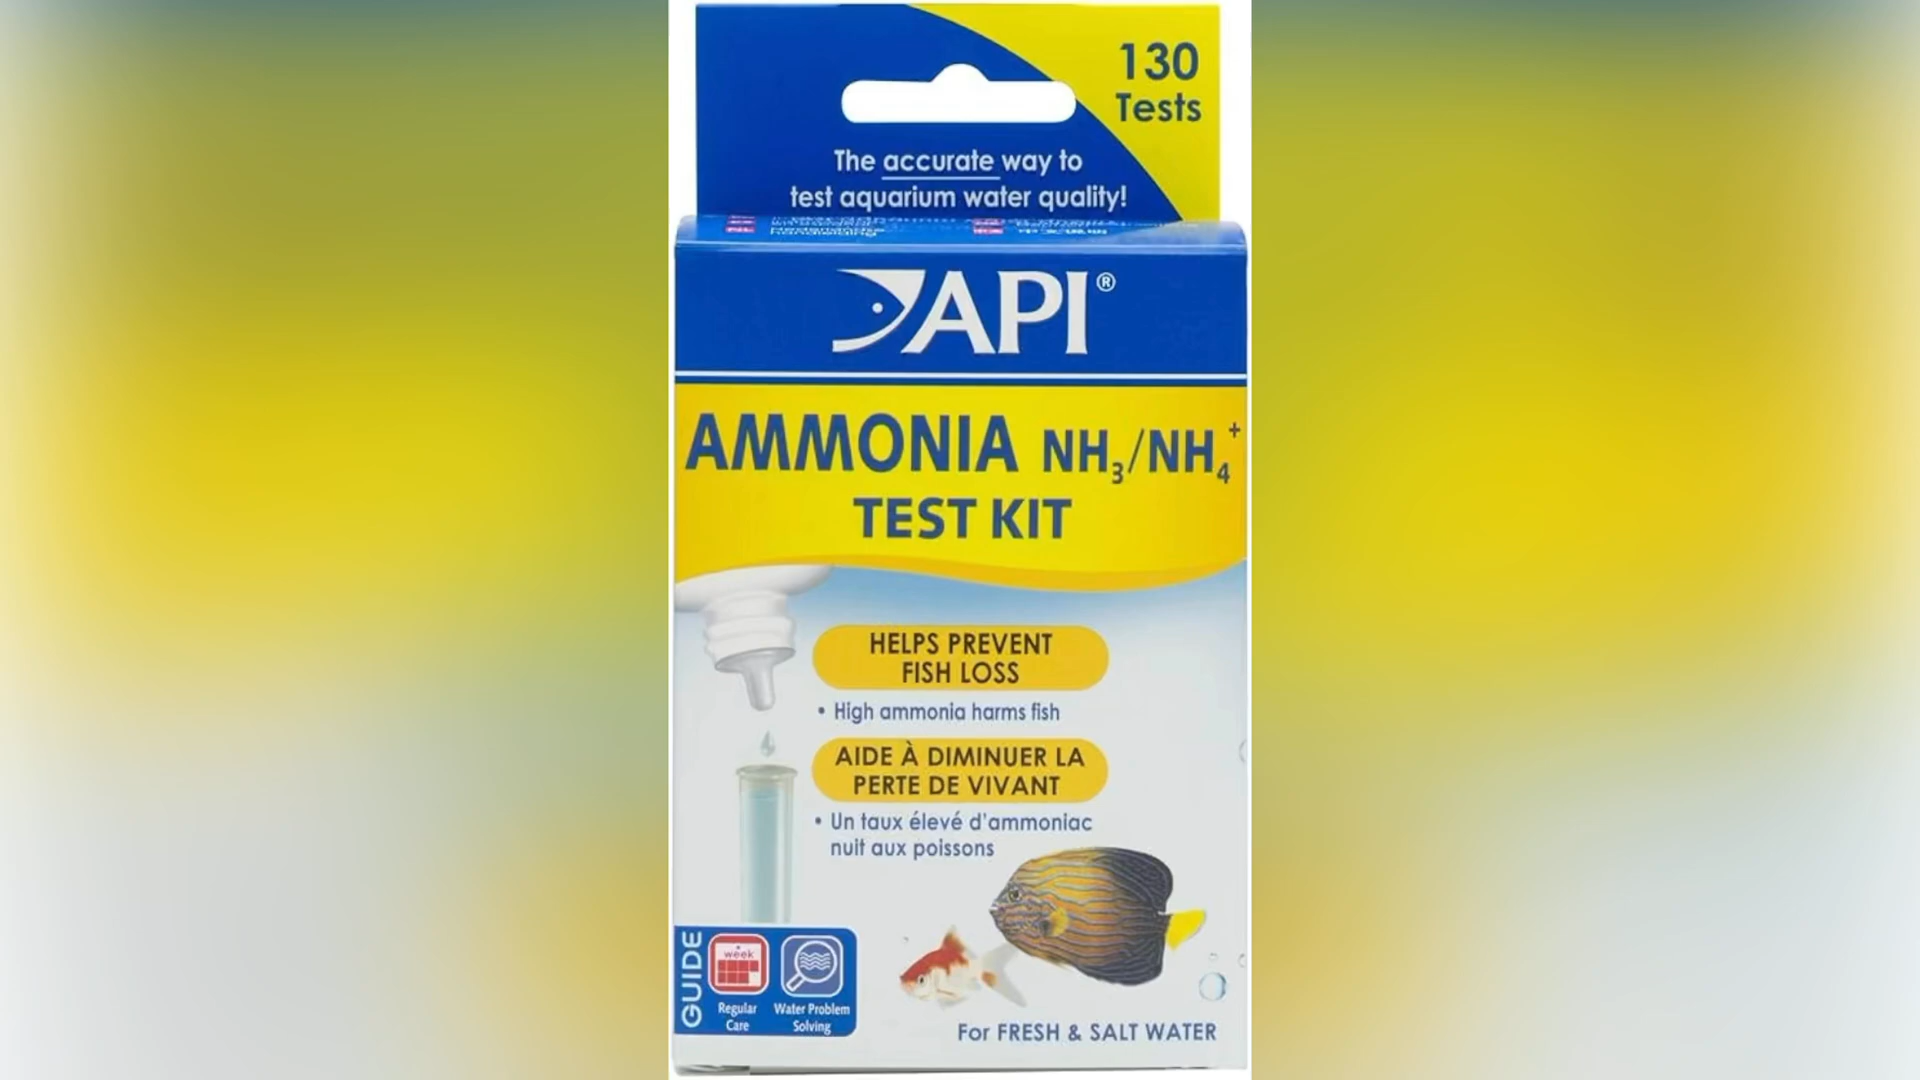 130
Tests
The accurate way to
test aquarium water quality!
API®
AMMONIA NH₃/NH₄⁺
TEST KIT
HELPS PREVENT
FISH LOSS
• High ammonia harms fish
AIDE À DIMINUER LA
PERTE DE VIVANT
• Un taux élevé d'ammoniac
nuit aux poissons
GUIDE
week
Regular
Care
Water Problem
Solving
For FRESH & SALT WATER